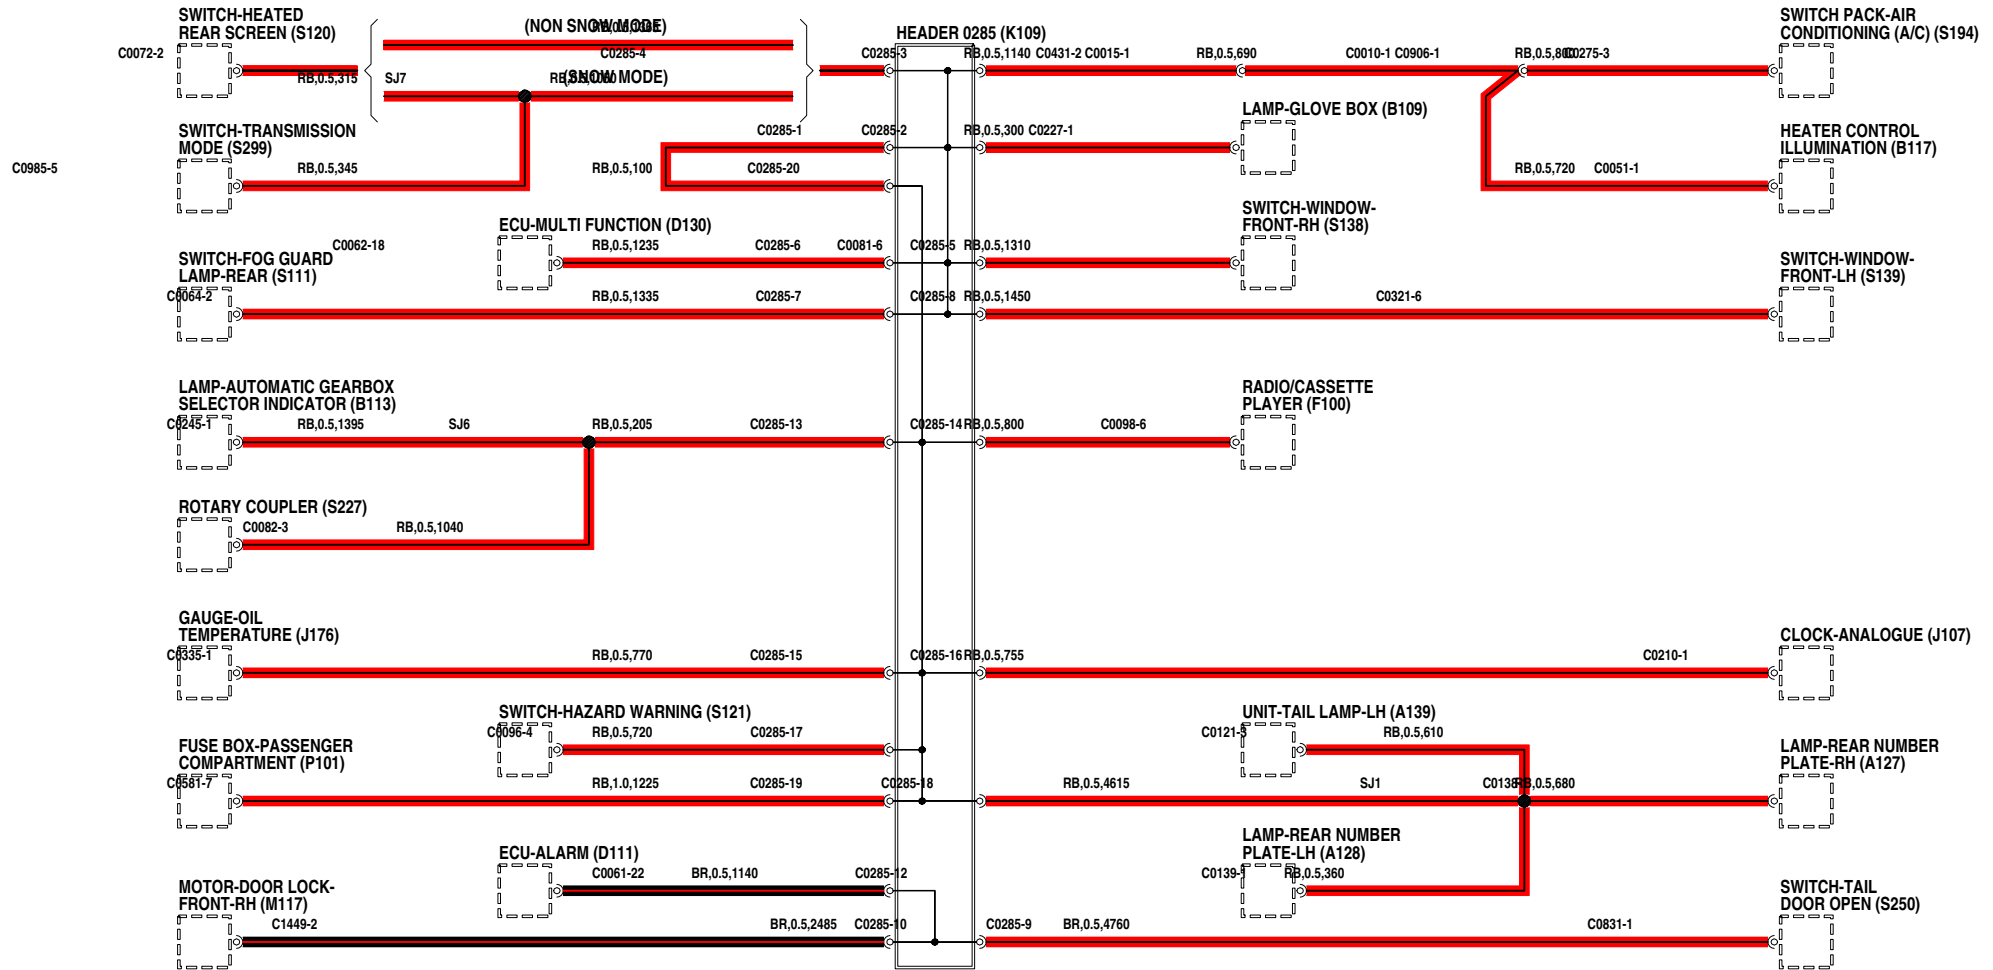 SWITCH-HEATED
REAR SCREEN (S120)
C0072-2
RB,0.5,315
SJ7
(NON SNOW MODE)
C0285-4
(SNOW MODE)
C0285-3
HEADER 0285 (K109)
RB,0.5,1140 C0431-2 C0015-1
RB,0.5,690
C0010-1 C0906-1
C0275-3
SWITCH PACK-AIR
CONDITIONING (A/C) (S194)
SWITCH-TRANSMISSION
MODE (S299)
C0985-5
RB,0.5,345
C0285-1
C0285-2
RB,0.5,300 C0227-1
LAMP-GLOVE BOX (B109)
RB,0.5,100
C0285-20
HEATER CONTROL
ILLUMINATION (B117)
RB,0.5,720
C0051-1
ECU-MULTI FUNCTION (D130)
C0062-18
RB,0.5,1235
C0285-6
C0081-6
C0285-5
RB,0.5,1310
SWITCH-WINDOW-
FRONT-RH (S138)
SWITCH-FOG GUARD
LAMP-REAR (S111)
C0064-2
RB,0.5,1335
C0285-7
C0285-8
RB,0.5,1450
C0321-6
SWITCH-WINDOW-
FRONT-LH (S139)
LAMP-AUTOMATIC GEARBOX
SELECTOR INDICATOR (B113)
C0245-1
RB,0.5,1395
SJ6
RB,0.5,205
C0285-13
C0285-14
RB,0.5,800
C0098-6
RADIO/CASSETTE
PLAYER (F100)
ROTARY COUPLER (S227)
C0082-3
RB,0.5,1040
GAUGE-OIL
TEMPERATURE (J176)
C0335-1
RB,0.5,770
C0285-15
C0285-16
RB,0.5,755
C0210-1
CLOCK-ANALOGUE (J107)
SWITCH-HAZARD WARNING (S121)
C0096-4
RB,0.5,720
C0285-17
UNIT-TAIL LAMP-LH (A139)
C0121-3
RB,0.5,610
FUSE BOX-PASSENGER
COMPARTMENT (P101)
C0581-7
RB,1.0,1225
C0285-19
C0285-18
RB,0.5,4615
SJ1
RB,0.5,680
LAMP-REAR NUMBER
PLATE-RH (A127)
ECU-ALARM (D111)
C0061-22
BR,0.5,1140
C0285-12
LAMP-REAR NUMBER
PLATE-LH (A128)
RB,0.5,360
MOTOR-DOOR LOCK-
FRONT-RH (M117)
C1449-2
BR,0.5,2485
C0285-10
C0285-9
BR,0.5,4760
C0831-1
SWITCH-TAIL
DOOR OPEN (S250)